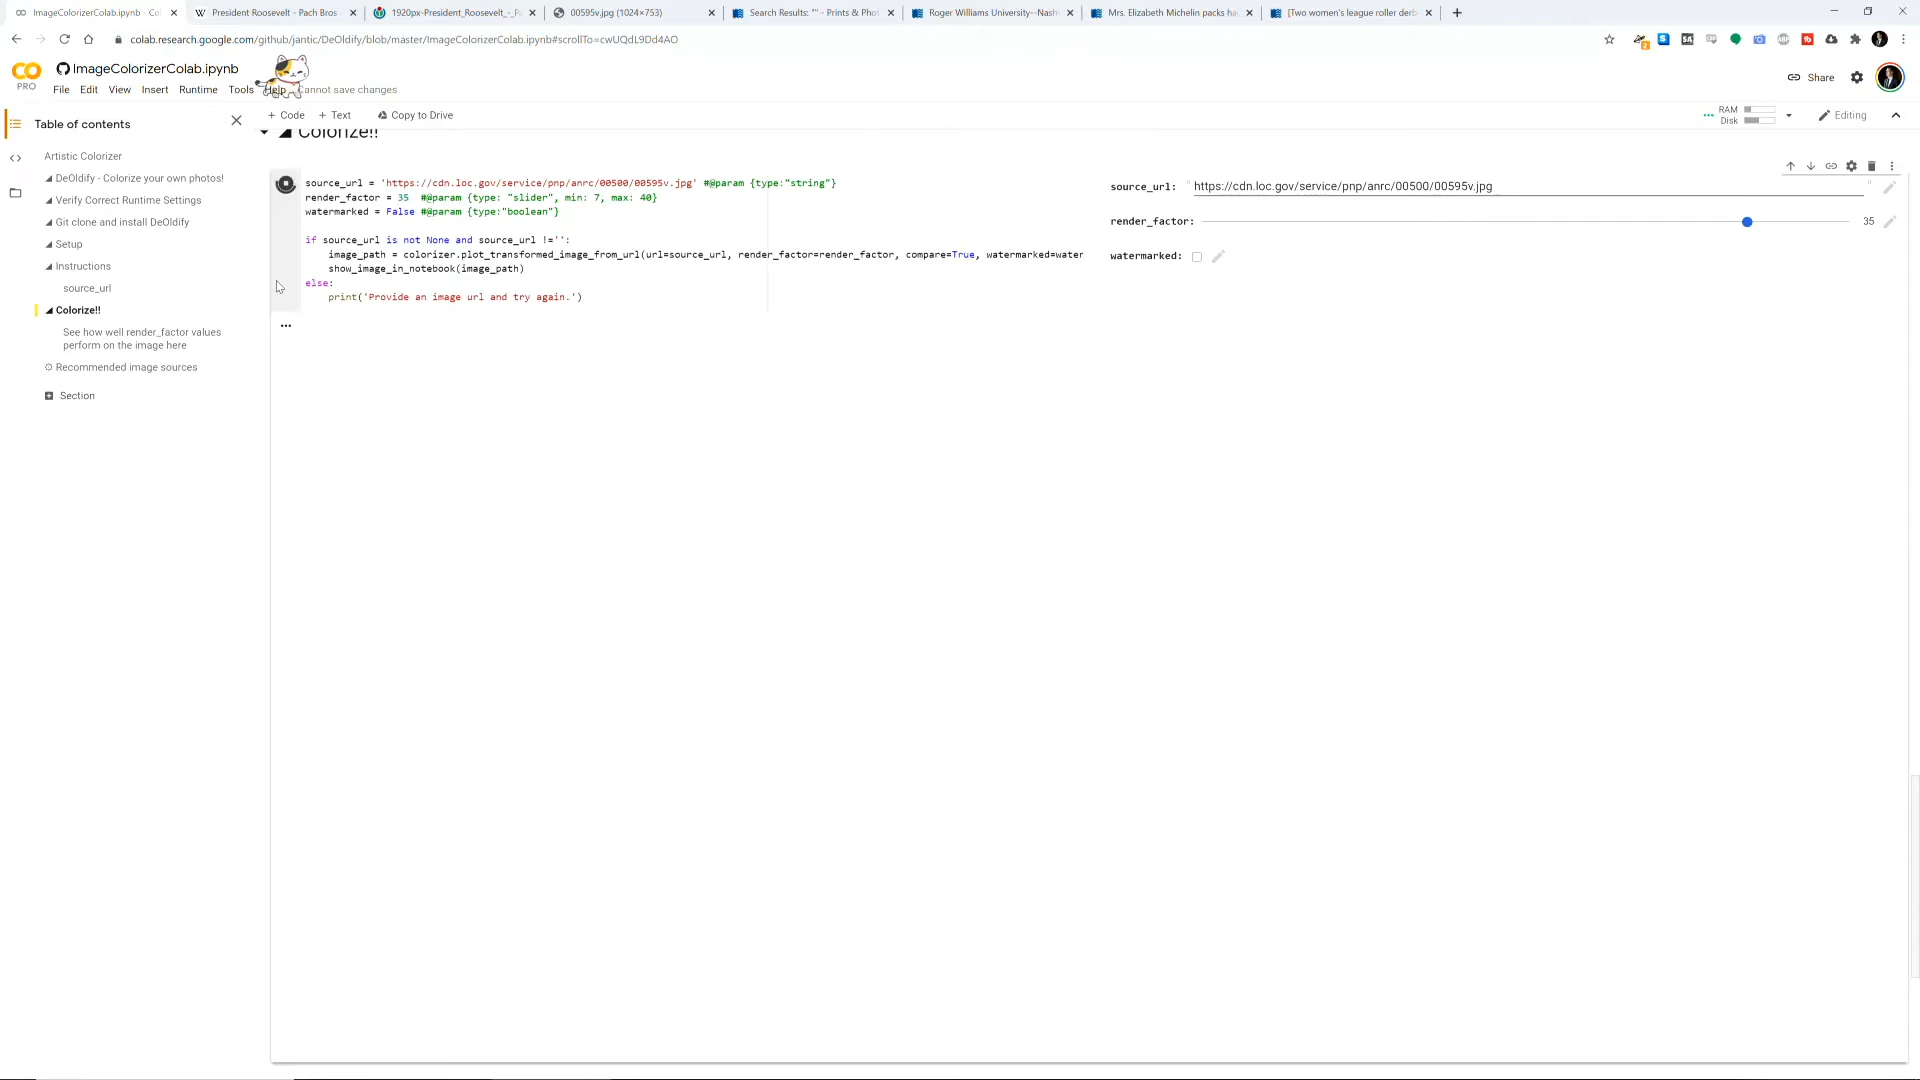 ImageColorizerColab.ipynb - Co
President Roosevelt - Pach Bros
1920px-President_Roosevelt_-_Pa
00595v.jpg (1024×753)
Search Results: "" - Prints & Phot
Roger Williams University--Nash
Mrs. Elizabeth Michelin packs ha
[Two women's league roller derb
colab.research.google.com/github/jantic/DeOldify/blob/master/ImageColorizerColab.ipynb#scrollTo=cwUQdL9Dd4AO
CO
PRO
ImageColorizerColab.ipynb
File Edit View Insert Runtime Tools Help Cannot save changes
Share
Table of contents
+ Code + Text Copy to Drive
RAM
Disk
Editing
Artistic Colorizer
DeOldify - Colorize your own photos!
Verify Correct Runtime Settings
Git clone and install DeOldify
Setup
Instructions
source_url
Colorize!!
See how well render_factor values
perform on the image here
Recommended image sources
Section
Colorize!!
source_url = 'https://cdn.loc.gov/service/pnp/anrc/00500/00595v.jpg' #@param {type:"string"}
render_factor = 35  #@param {type: "slider", min: 7, max: 40}
watermarked = False #@param {type:"boolean"}
if source_url is not None and source_url !='':
image_path = colorizer.plot_transformed_image_from_url(url=source_url, render_factor=render_factor, compare=True, watermarked=water
show_image_in_notebook(image_path)
else:
print('Provide an image url and try again.')
source_url: "https://cdn.loc.gov/service/pnp/anrc/00500/00595v.jpg"
render_factor: 35
watermarked: